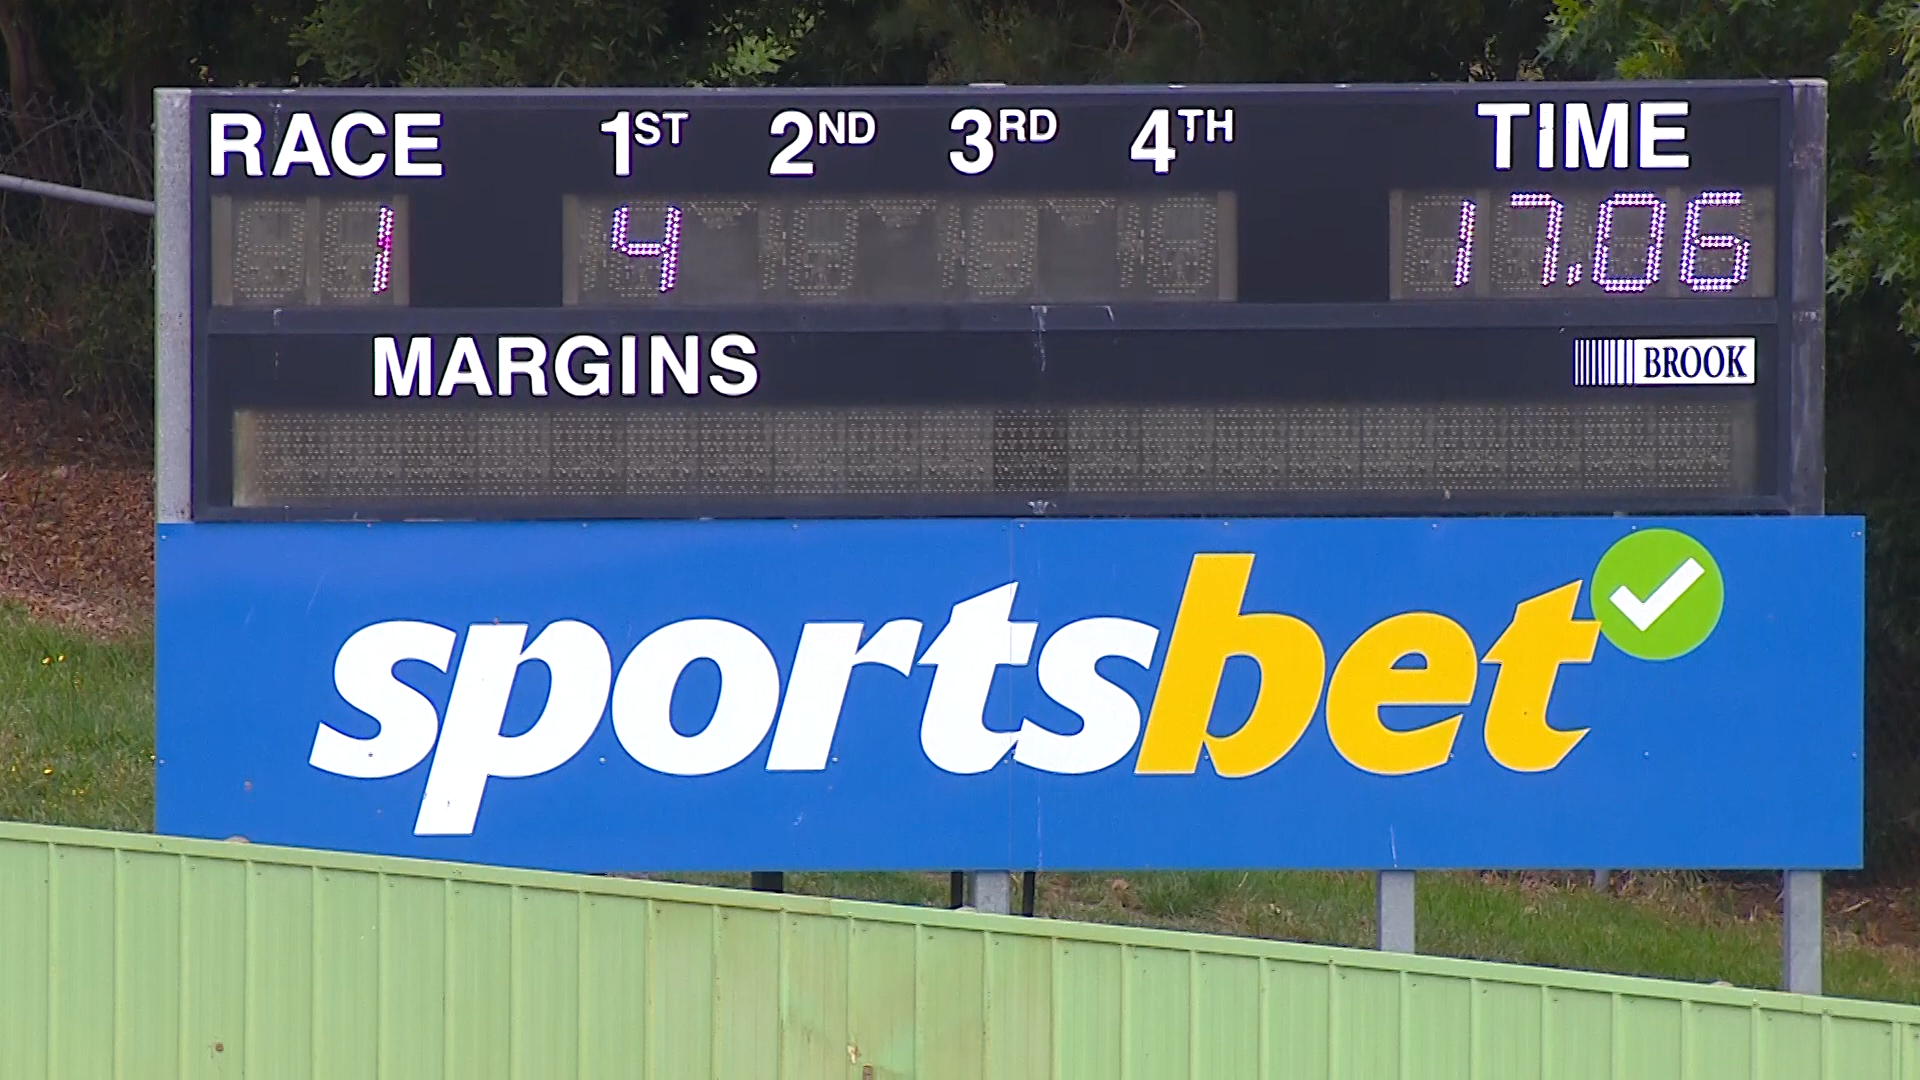 RACE 1ST 2ND 3RD 4TH TIME
1 4 17.06
MARGINS
BROOK
sportsbet